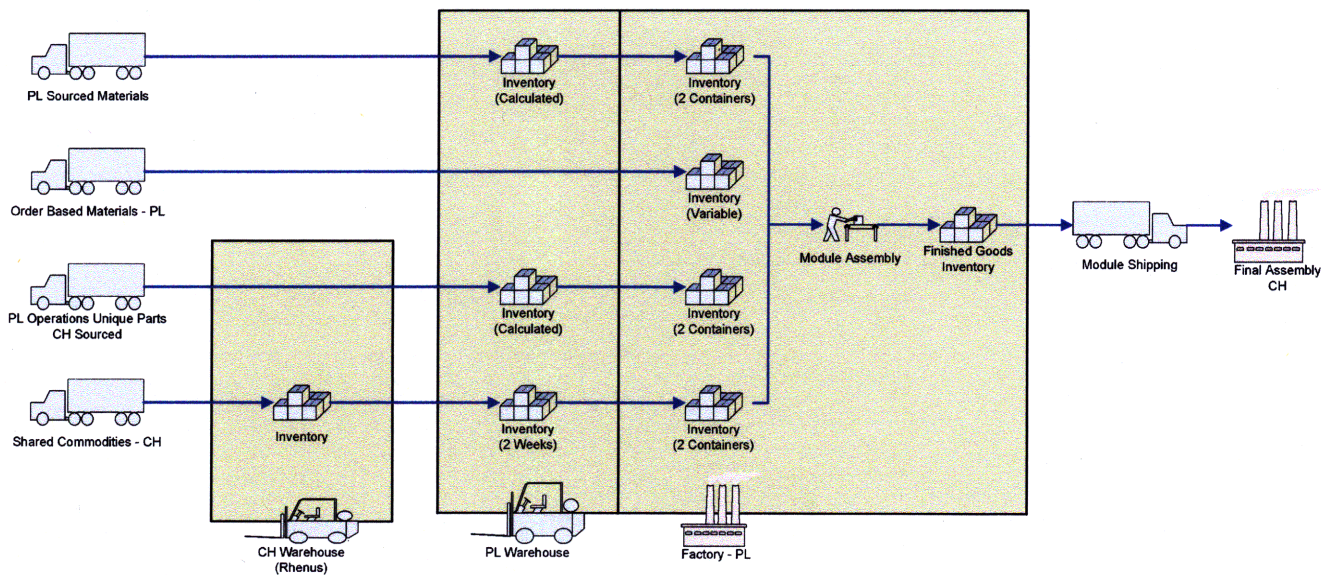 PL Sourced Materials
Inventory
(Calculated)
Inventory
(2 Containers)
Order Based Materials - PL
Inventory
(Variable)
Module Assembly
Finished Goods
Inventory
Module Shipping
Final Assembly
CH
PL Operations Unique Parts
CH Sourced
Inventory
(Calculated)
Inventory
(2 Containers)
Shared Commodities - CH
Inventory
Inventory
(2 Weeks)
Inventory
(2 Containers)
CH Warehouse
(Rhenus)
PL Warehouse
Factory - PL